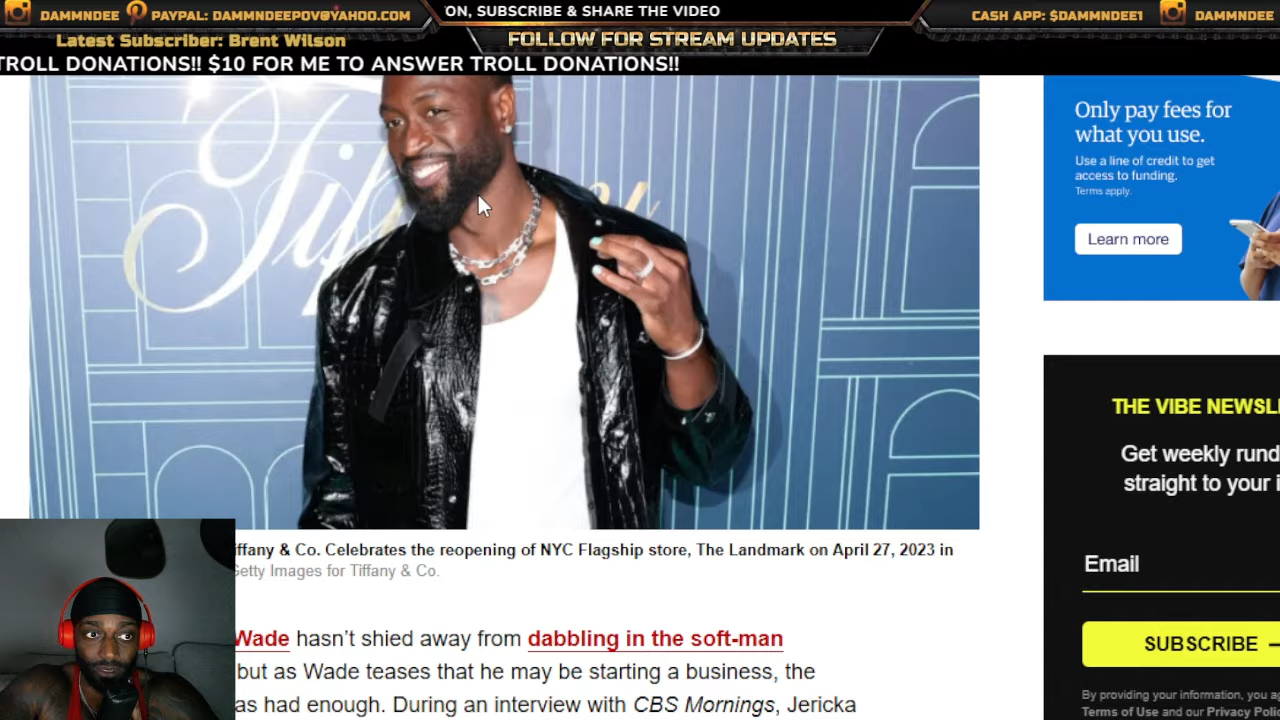 DAMMNDEE PAYPAL: DAMMNDEEPOV@YAHOO.COM
ON, SUBSCRIBE & SHARE THE VIDEO
CASH APP: $DAMMNDEE1 DAMMNDEE
Latest Subscriber: Brent Wilson
FOLLOW FOR STREAM UPDATES
TROLL DONATIONS!! $10 FOR ME TO ANSWER TROLL DONATIONS!!
Only pay fees for
what you use.
Use a line of credit to get
access to funding.
Terms apply.
Learn more
iffany & Co. Celebrates the reopening of NYC Flagship store, The Landmark on April 27, 2023 in
Getty Images for Tiffany & Co.
Wade hasn’t shied away from dabbling in the soft-man
but as Wade teases that he may be starting a business, the
as had enough. During an interview with CBS Mornings, Jericka
THE VIBE NEWSL
Get weekly rund
straight to your i
Email
SUBSCRIBE →
By providing your information, you ag
Terms of Use and our Privacy Polic